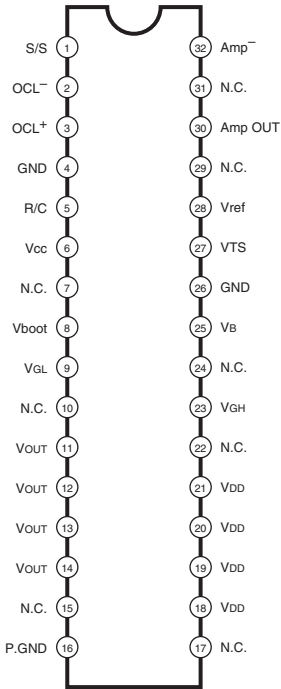 S/S 1 32 Amp−
OCL− 2 31 N.C.
OCL+ 3 30 Amp OUT
GND 4 29 N.C.
R/C 5 28 Vref
Vcc 6 27 VTS
N.C. 7 26 GND
Vboot 8 25 VB
VGL 9 24 N.C.
N.C. 10 23 VGH
VOUT 11 22 N.C.
VOUT 12 21 VDD
VOUT 13 20 VDD
VOUT 14 19 VDD
N.C. 15 18 VDD
P.GND 16 17 N.C.